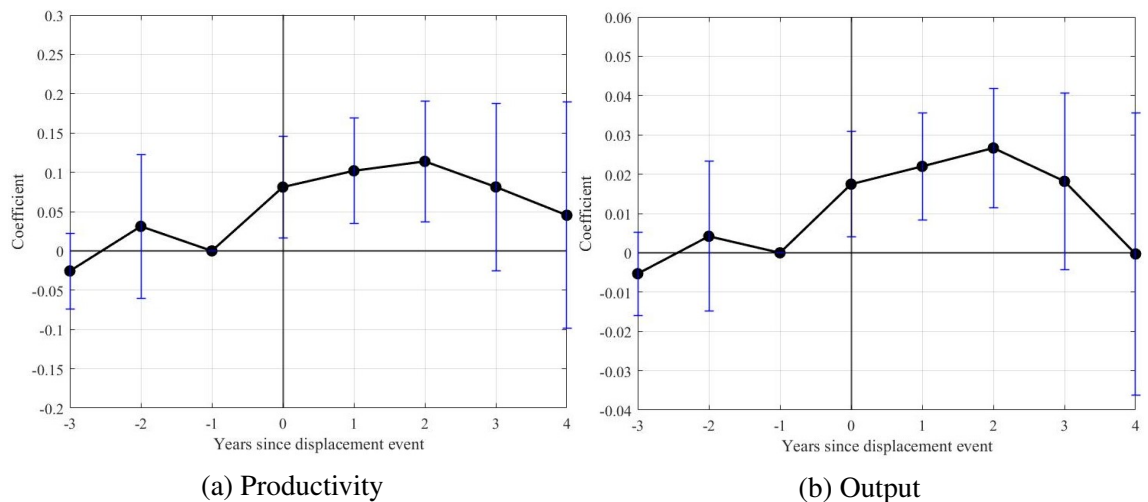 0.3
0.25
0.2
0.15
0.1
0.05
0
-0.05
-0.1
-0.15
-0.2
Coefficient
-3 -2 -1 0 1 2 3 4
Years since displacement event
(a) Productivity
0.06
0.05
0.04
0.03
0.02
0.01
0
-0.01
-0.02
-0.03
-0.04
Coefficient
-3 -2 -1 0 1 2 3 4
Years since displacement event
(b) Output